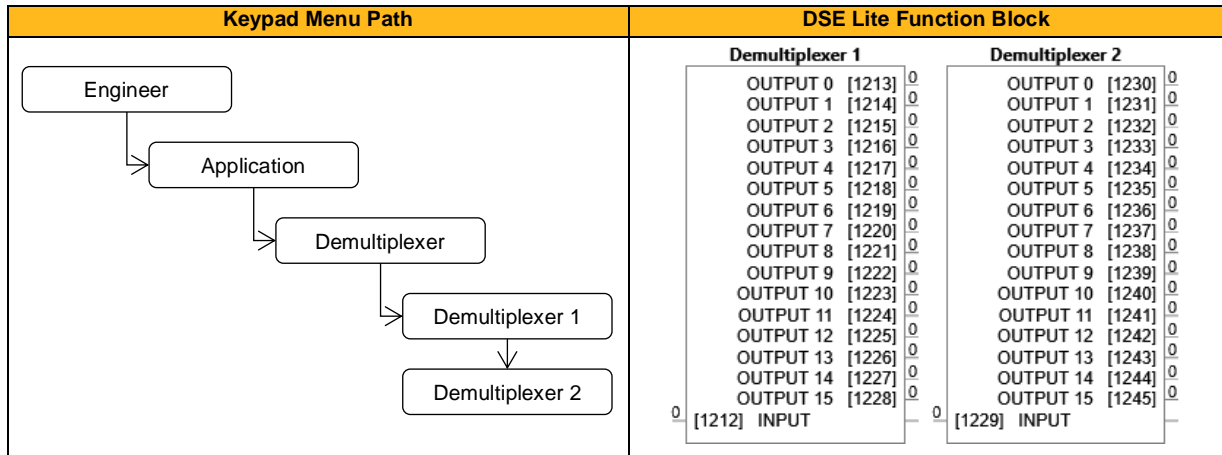 Keypad Menu Path
DSE Lite Function Block
Engineer
Application
Demultiplexer
Demultiplexer 1
Demultiplexer 2
Demultiplexer 1
OUTPUT 0 [1213] 0
OUTPUT 1 [1214] 0
OUTPUT 2 [1215] 0
OUTPUT 3 [1216] 0
OUTPUT 4 [1217] 0
OUTPUT 5 [1218] 0
OUTPUT 6 [1219] 0
OUTPUT 7 [1220] 0
OUTPUT 8 [1221] 0
OUTPUT 9 [1222] 0
OUTPUT 10 [1223] 0
OUTPUT 11 [1224] 0
OUTPUT 12 [1225] 0
OUTPUT 13 [1226] 0
OUTPUT 14 [1227] 0
OUTPUT 15 [1228] 0
0 [1212] INPUT
Demultiplexer 2
OUTPUT 0 [1230] 0
OUTPUT 1 [1231] 0
OUTPUT 2 [1232] 0
OUTPUT 3 [1233] 0
OUTPUT 4 [1234] 0
OUTPUT 5 [1235] 0
OUTPUT 6 [1236] 0
OUTPUT 7 [1237] 0
OUTPUT 8 [1238] 0
OUTPUT 9 [1239] 0
OUTPUT 10 [1240] 0
OUTPUT 11 [1241] 0
OUTPUT 12 [1242] 0
OUTPUT 13 [1243] 0
OUTPUT 14 [1244] 0
OUTPUT 15 [1245] 0
0 [1229] INPUT